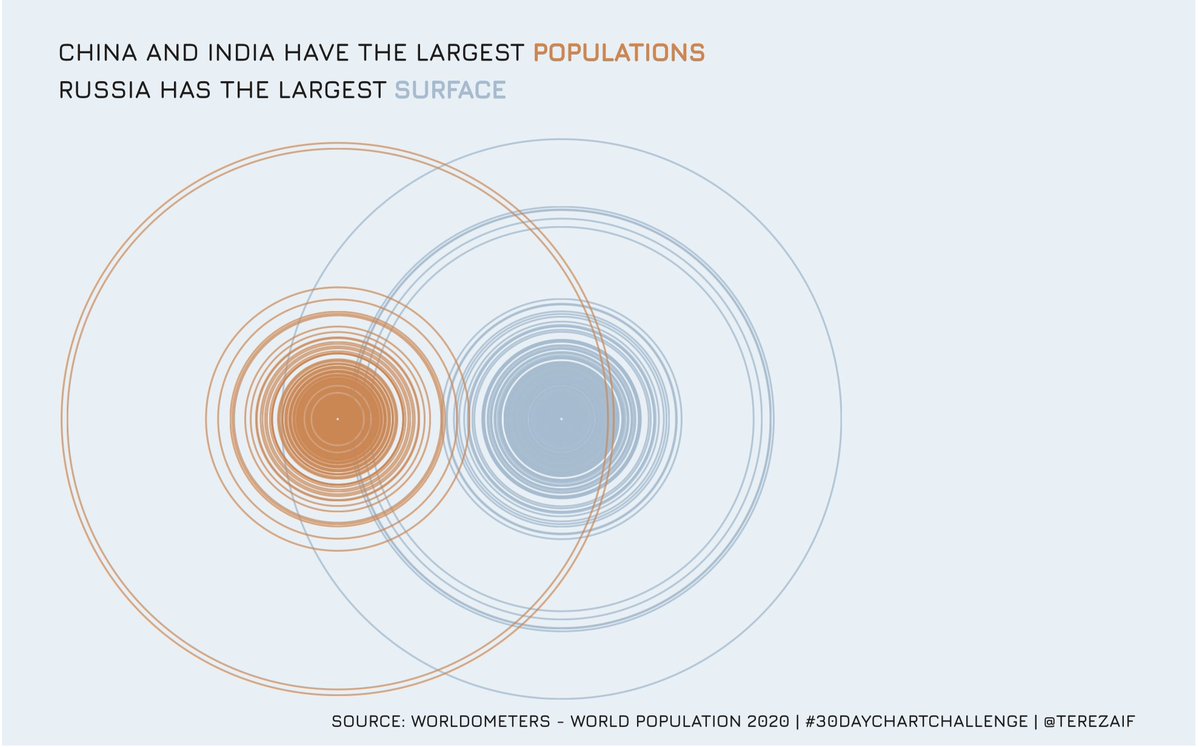 CHINA AND INDIA HAVE THE LARGEST POPULATIONS
RUSSIA HAS THE LARGEST SURFACE
SOURCE: WORLDOMETERS - WORLD POPULATION 2020 | #30DAYCHARTCHALLENGE | @TEREZAIF